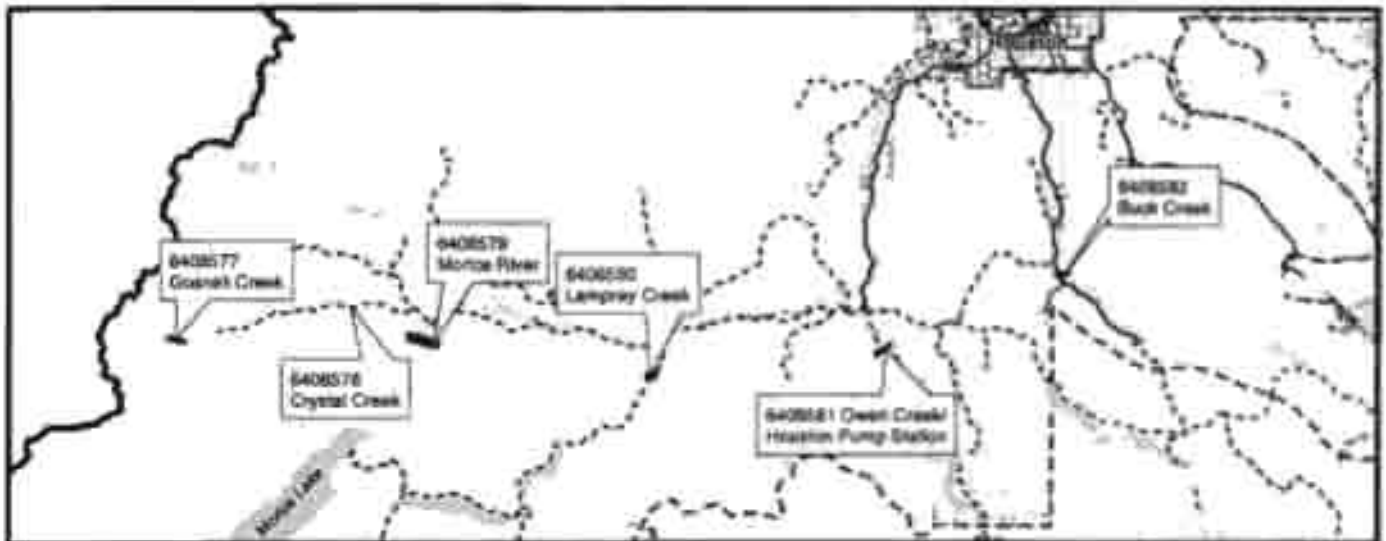 Houston
6408582
Buck Creek
6408577
Gosnell Creek
6408579
Morice River
6408580
Lamprey Creek
6408578
Crystal Creek
6408581 Owen Creek/
Houston Pump Station
Morice Lake